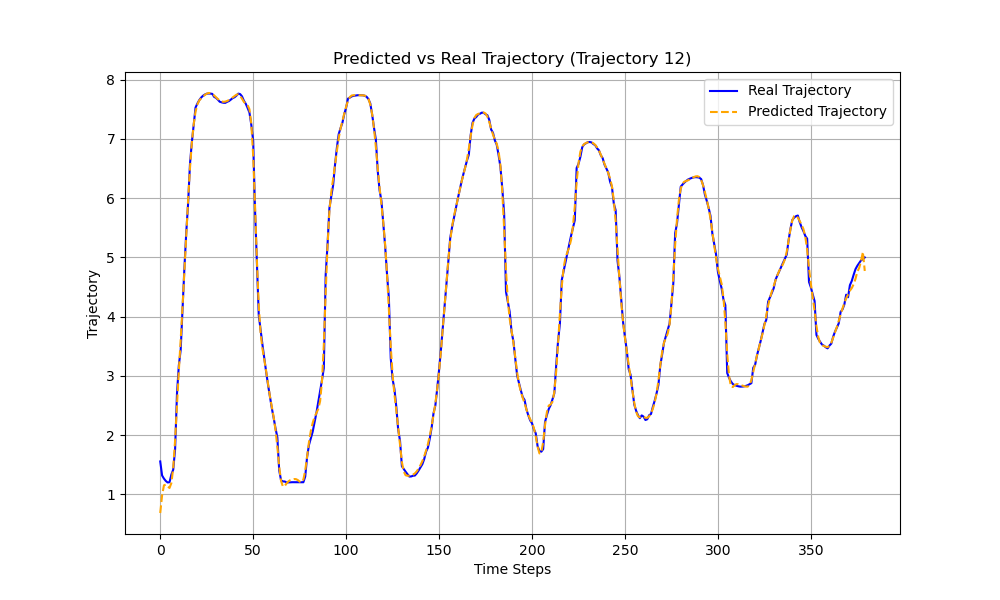 Predicted vs Real Trajectory (Trajectory 12)
Real Trajectory
Predicted Trajectory
8
7
6
5
4
3
2
1
Trajectory
0 50 100 150 200 250 300 350
Time Steps